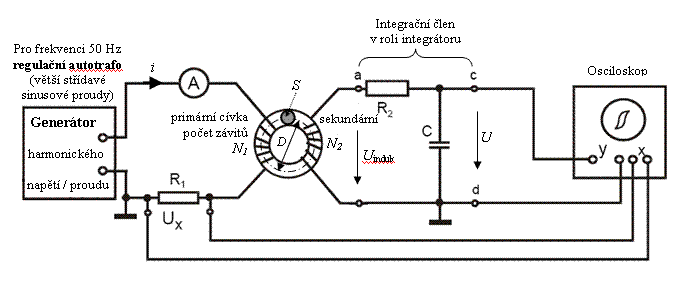 Integrační člen
v roli integrátoru
Pro frekvenci 50 Hz
regulační autotrafo
(větší střídavé
sinusové proudy)
i
A
S
a
c
R2
Osciloskop
Generátor
harmonického
napětí / proudu
primární cívka
počet závitů
N1
D
sekundární
N2
Uinduk
C
U
y
x
R1
Ux
d